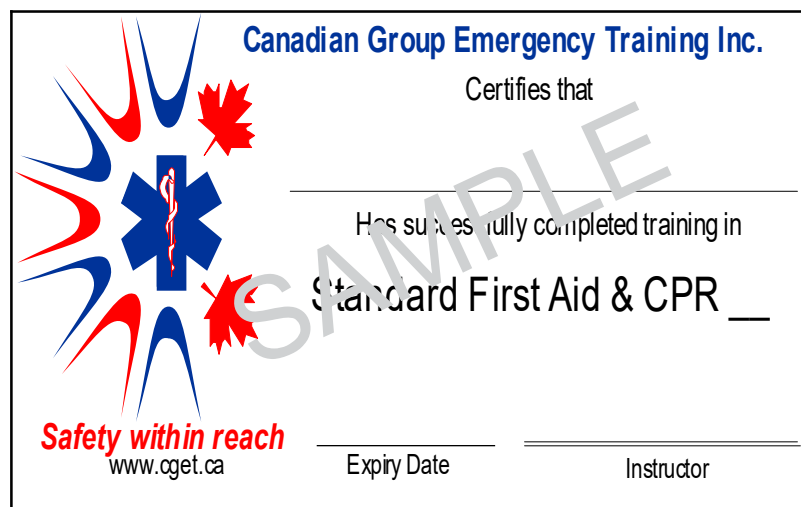 Canadian Group Emergency Training Inc.
Certifies that
Has successfully completed training in
SAMPLE
Standard First Aid & CPR __
Safety within reach
www.cget.ca
Expiry Date
Instructor